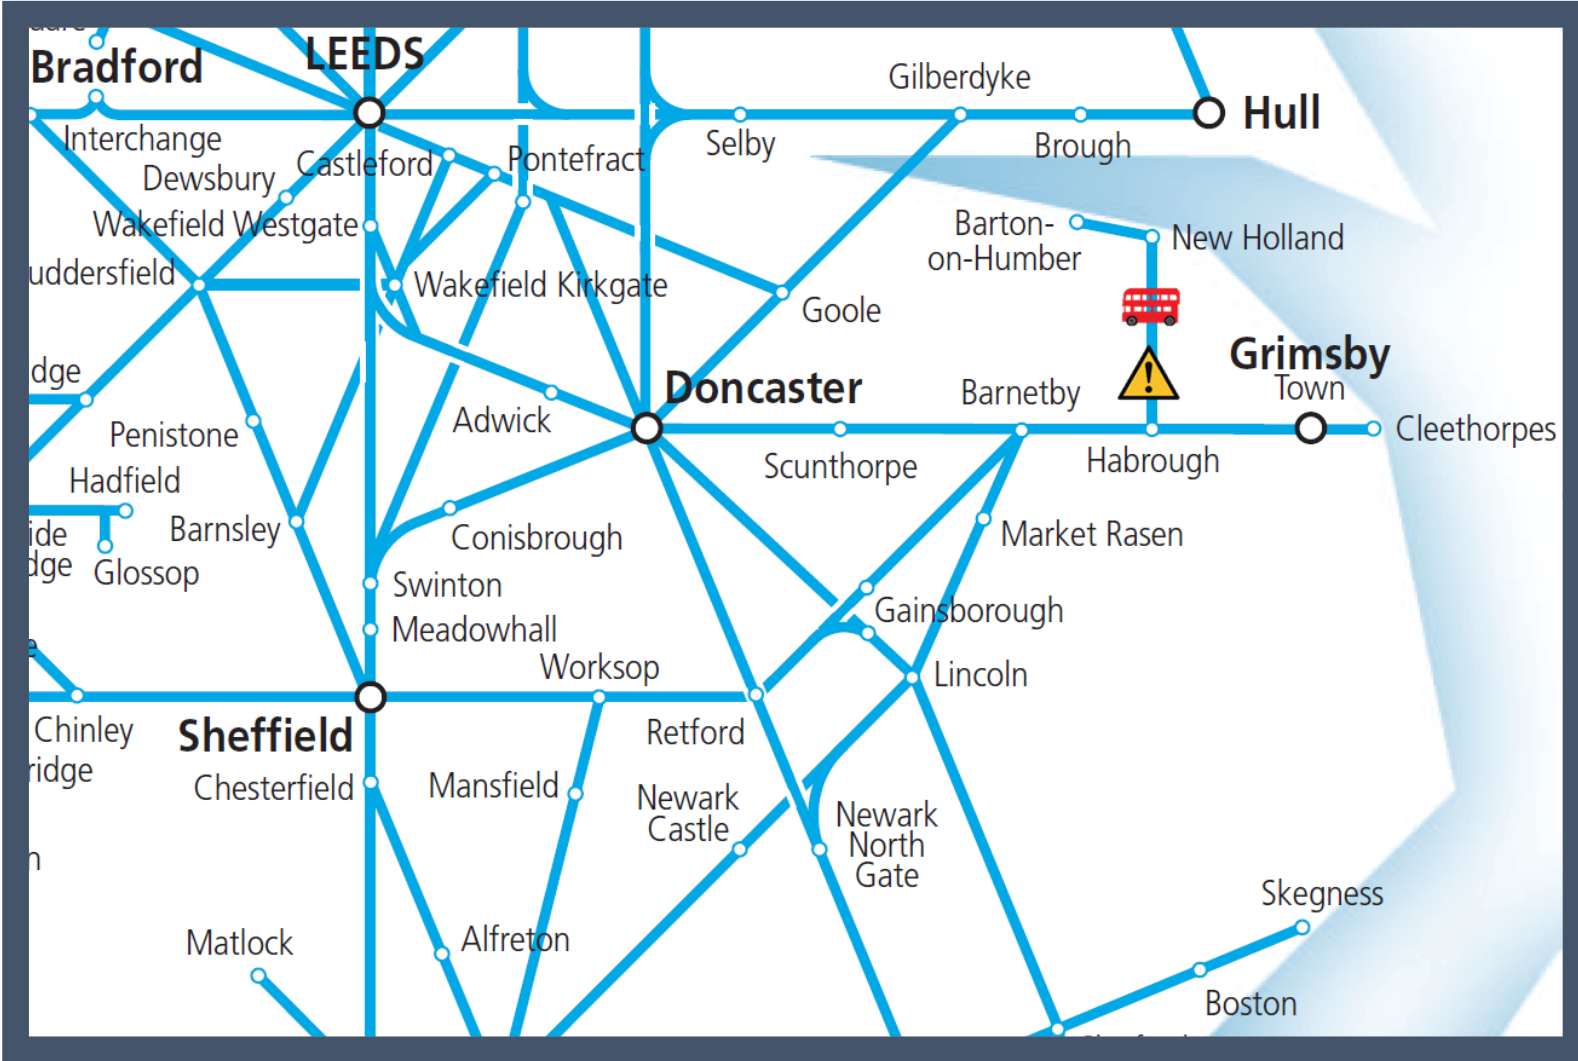 LEEDS
Bradford
Gilberdyke
Hull
Interchange
Selby
Brough
Castleford
Pontefract
Dewsbury
Wakefield Westgate
Barton-
on-Humber
New Holland
uddersfield
Wakefield Kirkgate
Goole
Grimsby
Town
dge
Doncaster
Barnetby
Adwick
Cleethorpes
Penistone
Scunthorpe
Habrough
Hadfield
Barnsley
Conisbrough
Market Rasen
ide
dge
Glossop
Swinton
Gainsborough
Meadowhall
Worksop
Lincoln
Chinley
Sheffield
Retford
ridge
Chesterfield
Mansfield
Newark
Castle
Newark
North
Gate
n
Skegness
Matlock
Alfreton
Boston